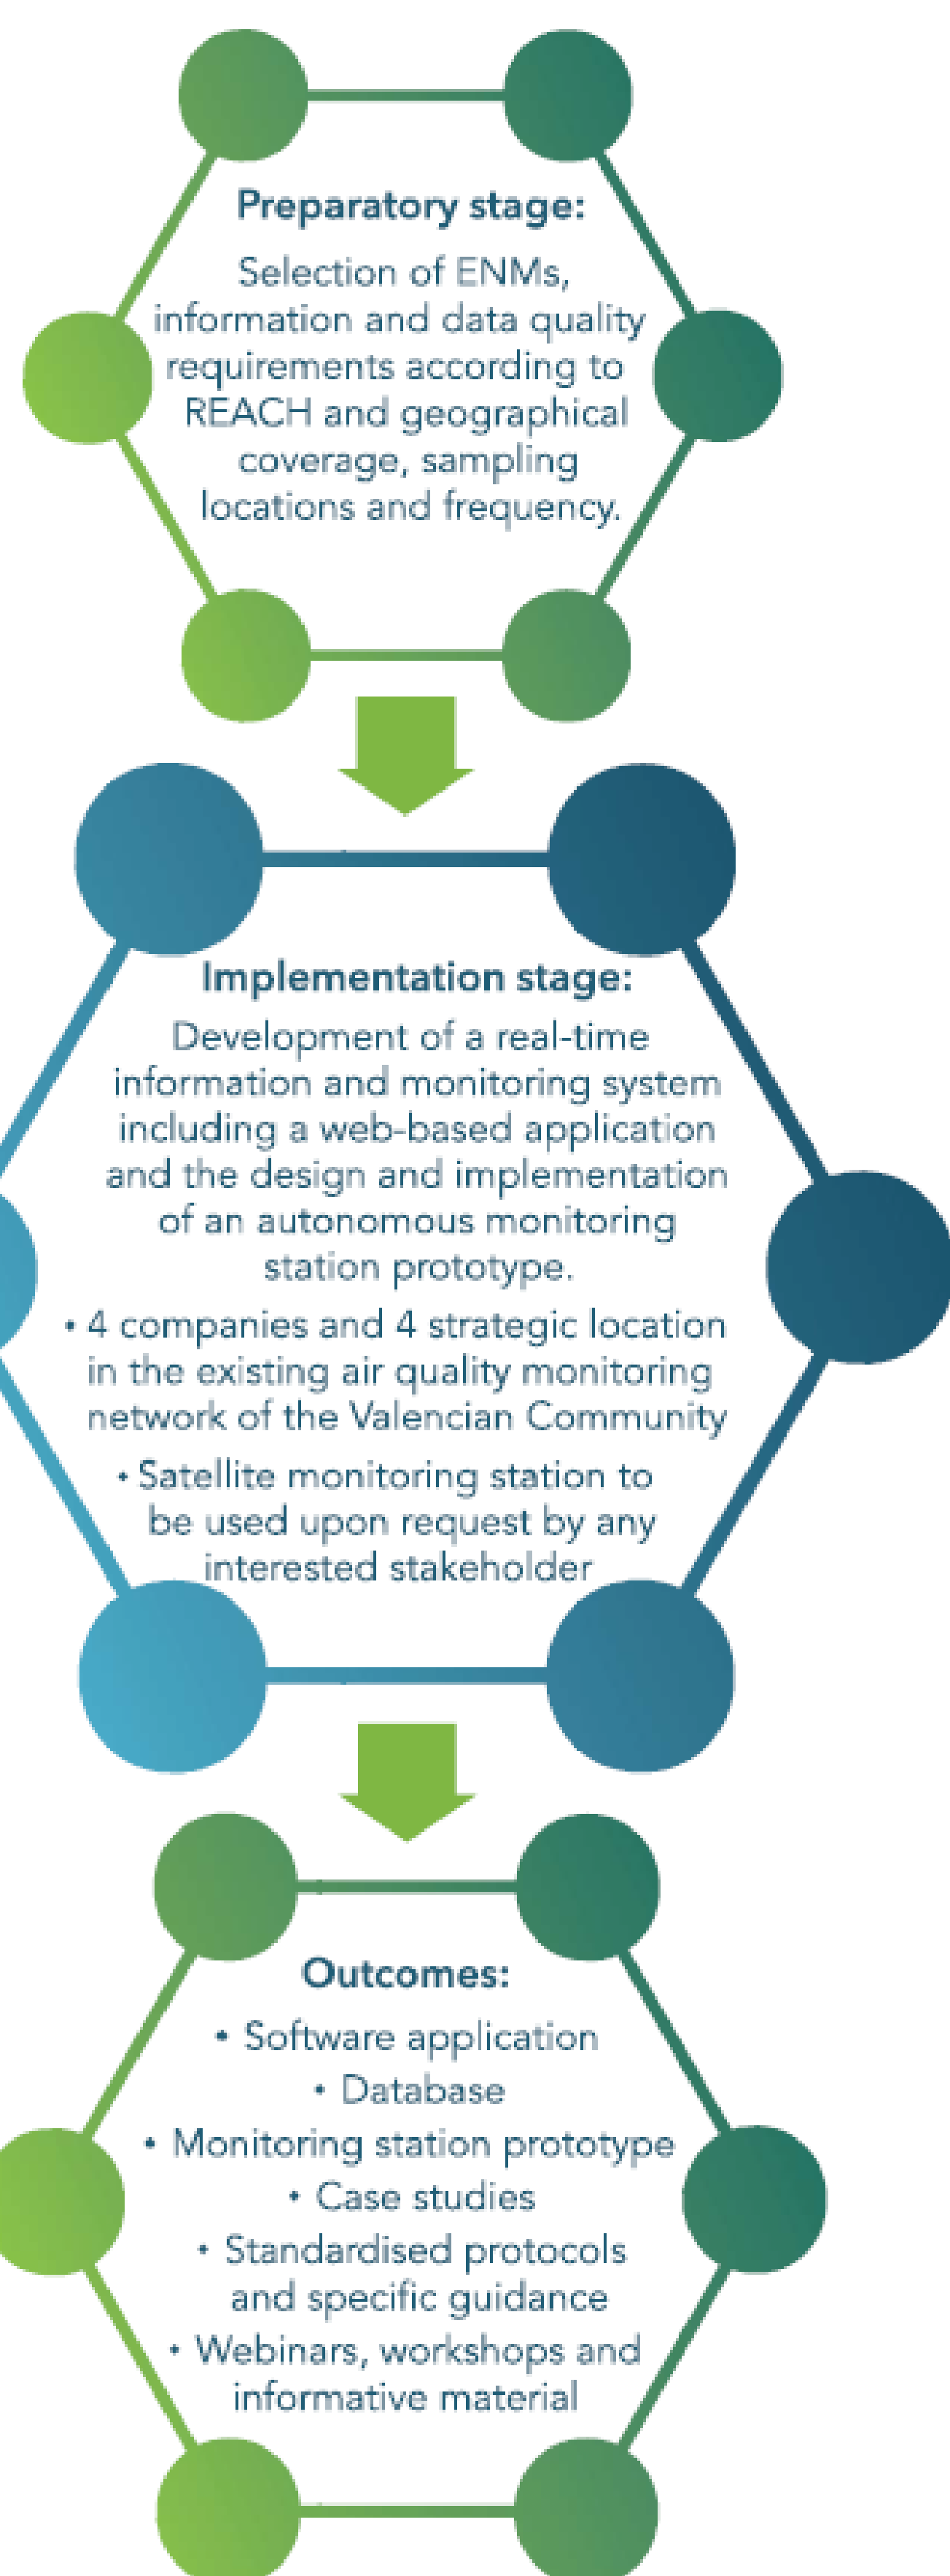 Preparatory stage:
Selection of ENMs,
information and data quality
requirements according to
REACH and geographical
coverage, sampling
locations and frequency.
Implementation stage:
Development of a real-time
information and monitoring system
including a web-based application
and the design and implementation
of an autonomous monitoring
station prototype.
• 4 companies and 4 strategic location
in the existing air quality monitoring
network of the Valencian Community
• Satellite monitoring station to
be used upon request by any
interested stakeholder
Outcomes:
• Software application
• Database
• Monitoring station prototype
• Case studies
• Standardised protocols
and specific guidance
• Webinars, workshops and
informative material